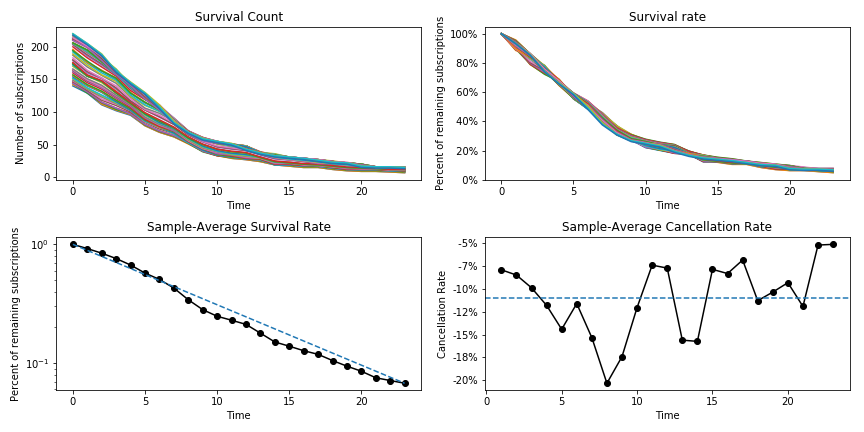 Survival Count
Number of subscriptions
200
150
100
50
0
0 5 10 15 20
Time
Survival rate
Percent of remaining subscriptions
100%
80%
60%
40%
20%
0%
0 5 10 15 20
Time
Sample-Average Survival Rate
Percent of remaining subscriptions
10⁰
10⁻¹
0 5 10 15 20
Time
Sample-Average Cancellation Rate
Cancellation Rate
-5%
-7%
-10%
-12%
-15%
-18%
-20%
0 5 10 15 20
Time